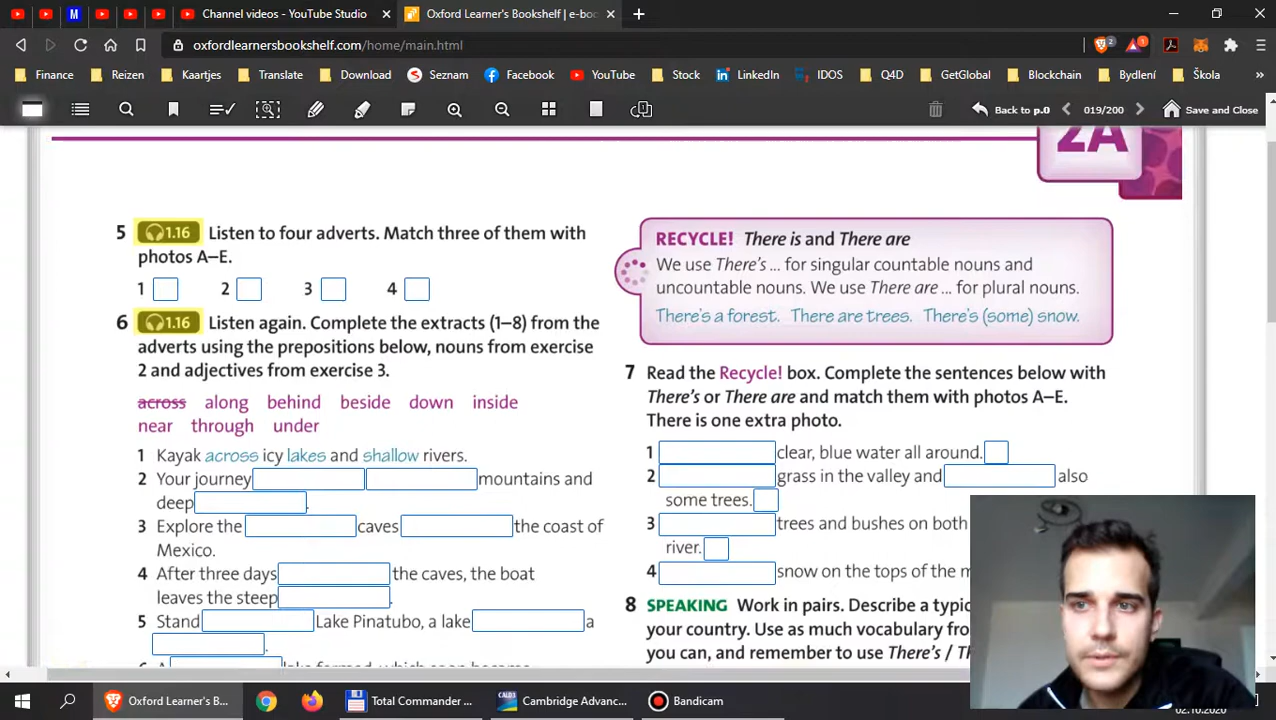 Channel videos - YouTube Studio
Oxford Learner's Bookshelf | e-boo
oxfordlearnersbookshelf.com/home/main.html
2
1
Finance
Reizen
Kaartjes
Translate
Download
Seznam
Facebook
YouTube
Stock
LinkedIn
IDOS
Q4D
GetGlobal
Blockchain
Bydlení
Škola
»
Back to p.0
019/200
Save and Close
2A
5 1.16 Listen to four adverts. Match three of them with
photos A–E.
1 2 3 4
6 1.16 Listen again. Complete the extracts (1–8) from the
adverts using the prepositions below, nouns from exercise
2 and adjectives from exercise 3.
across along behind beside down inside
near through under
1 Kayak across icy lakes and shallow rivers.
2 Your journey mountains and
deep .
3 Explore the caves the coast of
Mexico.
4 After three days the caves, the boat
leaves the steep .
5 Stand Lake Pinatubo, a lake a
.
RECYCLE! There is and There are
We use There's ... for singular countable nouns and
uncountable nouns. We use There are ... for plural nouns.
There's a forest. There are trees. There's (some) snow.
7 Read the Recycle! box. Complete the sentences below with
There's or There are and match them with photos A–E.
There is one extra photo.
1 clear, blue water all around.
2 grass in the valley and also
some trees.
3 trees and bushes on both
river.
4 snow on the tops of the m
8 SPEAKING Work in pairs. Describe a typic
your country. Use as much vocabulary fro
you can, and remember to use There's / Th
Oxford Learner's B...
Total Commander ...
Cambridge Advanc...
Bandicam
02.10.2020